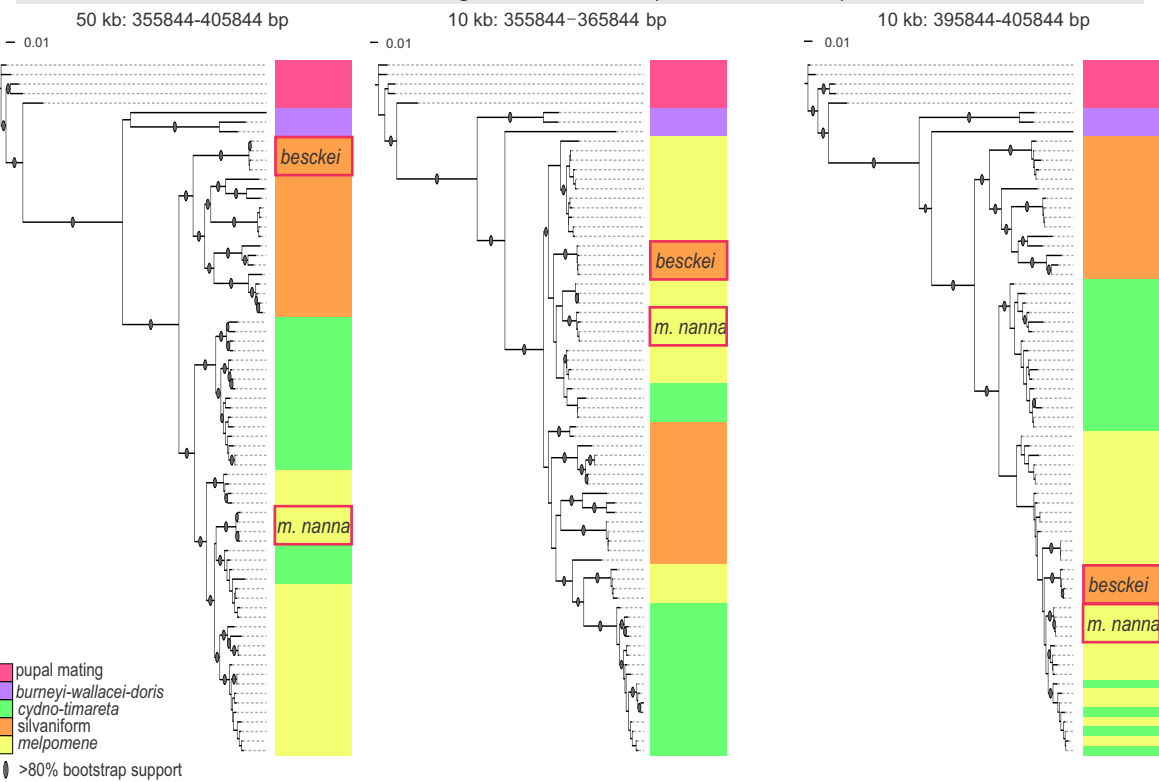 50 kb: 355844-405844 bp
10 kb: 355844−365844 bp
10 kb: 395844-405844 bp
0.01
0.01
0.01
besckei
m. nanna
besckei
m. nanna
besckei
m. nanna
pupal mating
burneyi-wallacei-doris
cydno-timareta
silvaniform
melpomene
>80% bootstrap support